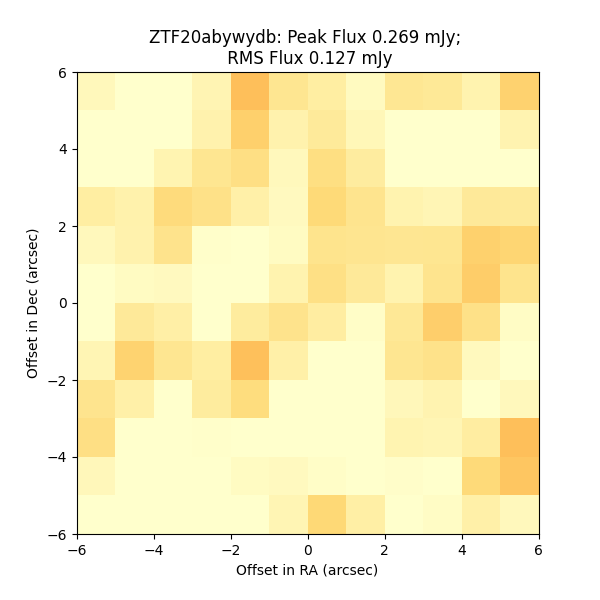 ZTF20abywydb: Peak Flux 0.269 mJy;
RMS Flux 0.127 mJy
6
4
2
0
−2
−4
−6
Offset in Dec (arcsec)
−6 −4 −2 0 2 4 6
Offset in RA (arcsec)